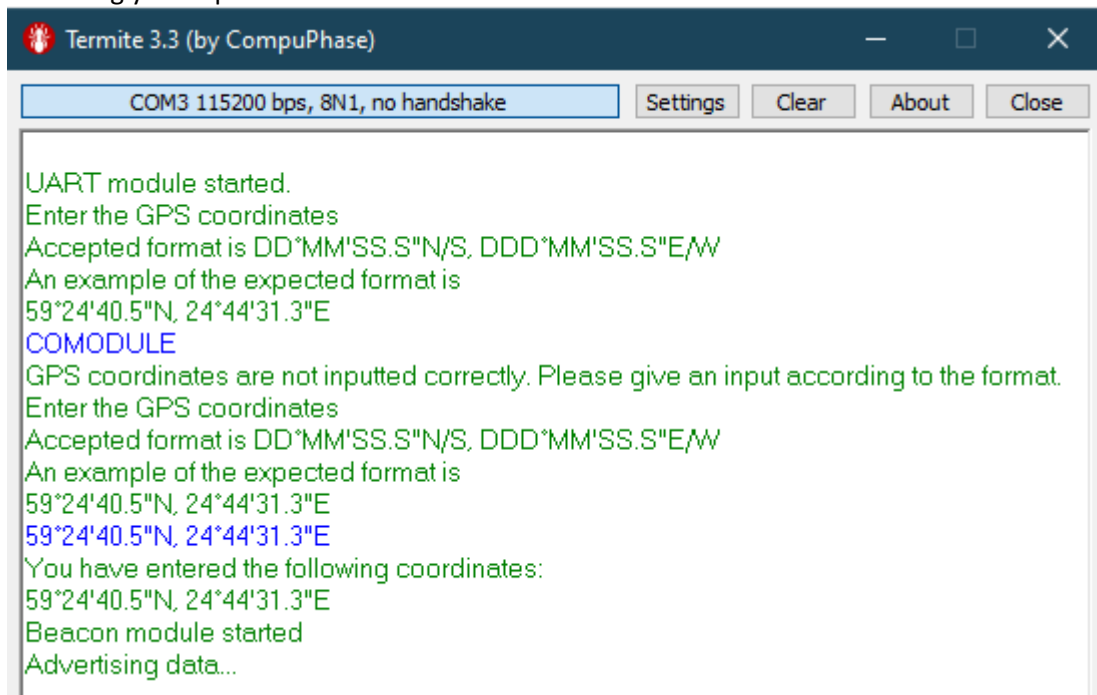 Termite 3.3 (by CompuPhase)
COM3 115200 bps, 8N1, no handshake Settings Clear About Close
UART module started.
Enter the GPS coordinates
Accepted format is DD°MM'SS.S"N/S, DDD°MM'SS.S"E/W
An example of the expected format is
59°24'40.5"N, 24°44'31.3"E
COMODULE
GPS coordinates are not inputted correctly. Please give an input according to the format.
Enter the GPS coordinates
Accepted format is DD°MM'SS.S"N/S, DDD°MM'SS.S"E/W
An example of the expected format is
59°24'40.5"N, 24°44'31.3"E
59°24'40.5"N, 24°44'31.3"E
You have entered the following coordinates:
59°24'40.5"N, 24°44'31.3"E
Beacon module started
Advertising data...